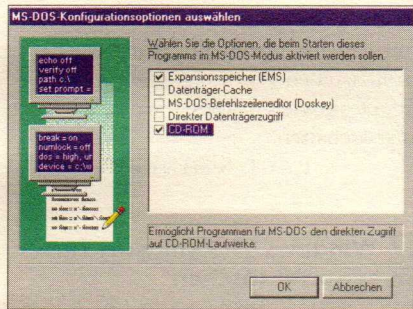 MS-DOS-Konfigurationsoptionen auswählen
echo off
verify off
path c:\
set prompt =
break = on
numlock = off
dos = high, ur
device = c:\w
Wählen Sie die Optionen, die beim Starten dieses
Programms im MS-DOS-Modus aktiviert werden sollen.
Expansionsspeicher (EMS)
Datenträger-Cache
MS-DOS-Befehlszeileneditor (Doskey)
Direkter Datenträgerzugriff
CD-ROM
Ermöglicht Programmen für MS-DOS den direkten Zugriff
auf CD-ROM-Laufwerke.
OK
Abbrechen